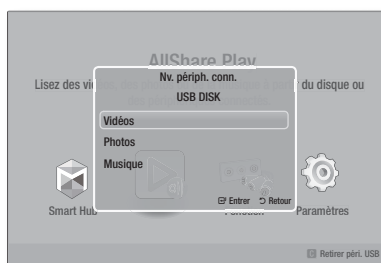 AllShare Play
Lisez des vi
du disque ou
Nv. périph. conn.
USB DISK
Vidéos
Photos
Musique
Entrer Retour
Smart Hub
Function
Paramètres
Retirer péri. USB